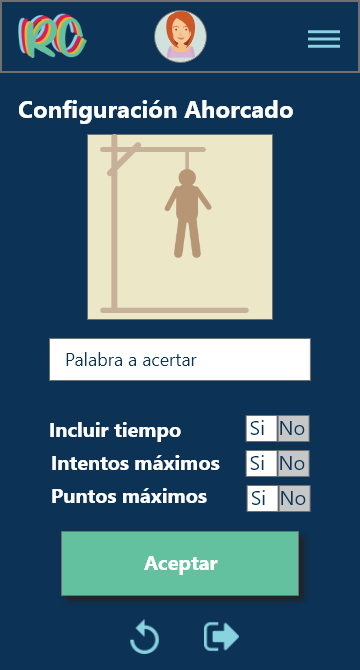 RC
Configuración Ahorcado
Palabra a acertar
Incluir tiempo Si No
Intentos máximos Si No
Puntos máximos Si No
Aceptar